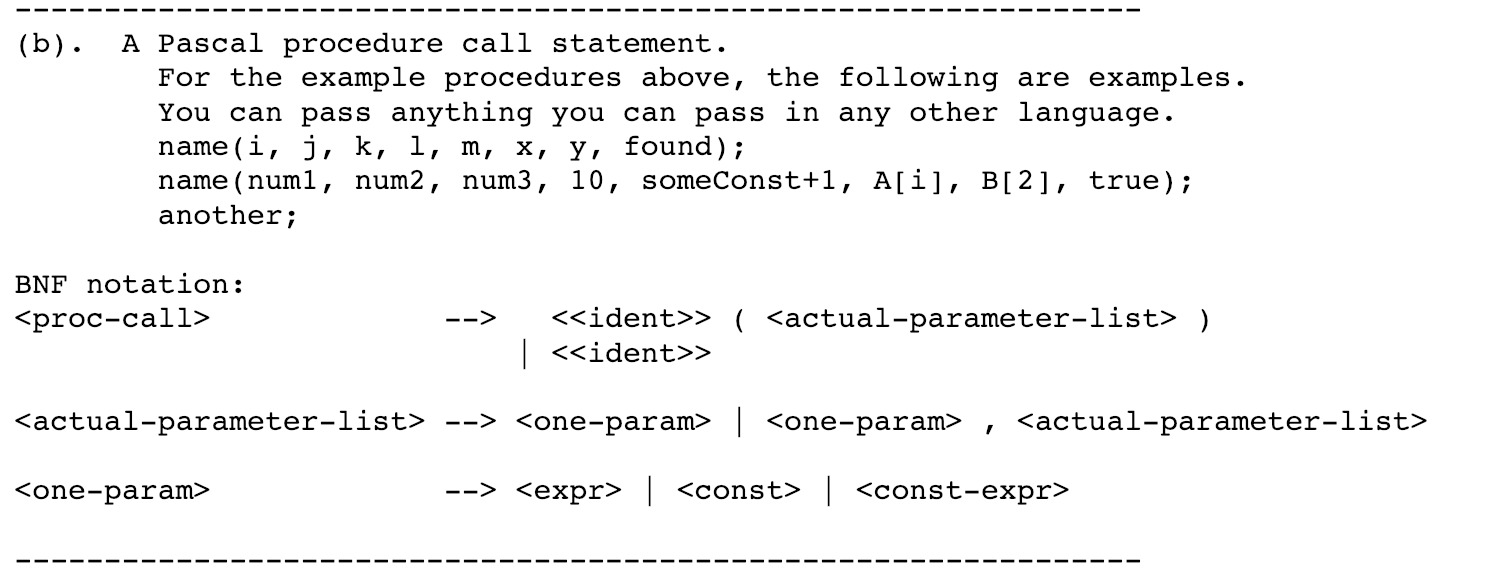 ---------------------------------------------------------------
(b).  A Pascal procedure call statement.
        For the example procedures above, the following are examples.
        You can pass anything you can pass in any other language.
        name(i, j, k, l, m, x, y, found);
        name(num1, num2, num3, 10, someConst+1, A[i], B[2], true);
        another;

BNF notation:
<proc-call>             -->   <<ident>> ( <actual-parameter-list> )
                            | <<ident>>

<actual-parameter-list> --> <one-param> | <one-param> , <actual-parameter-list>

<one-param>             --> <expr> | <const> | <const-expr>

---------------------------------------------------------------